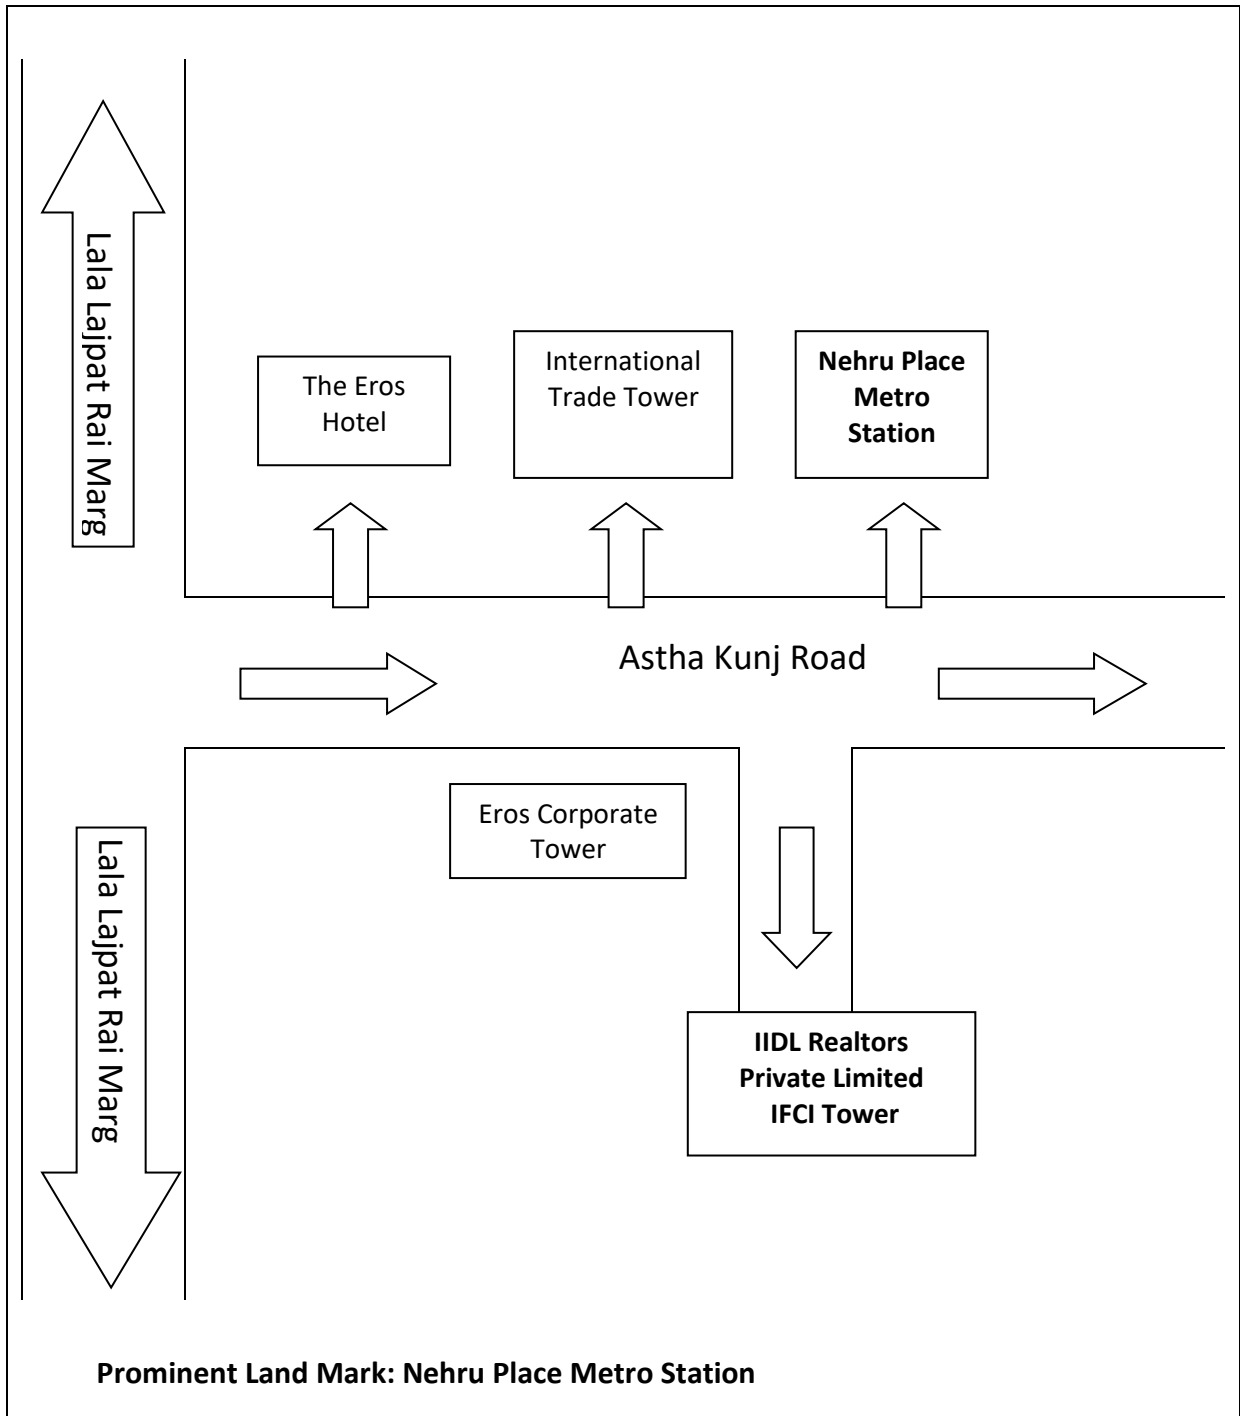 Lala Lajpat Rai Marg
The Eros
Hotel
International
Trade Tower
Nehru Place
Metro
Station
Astha Kunj Road
Eros Corporate
Tower
Lala Lajpat Rai Marg
IIDL Realtors
Private Limited
IFCI Tower
Prominent Land Mark: Nehru Place Metro Station